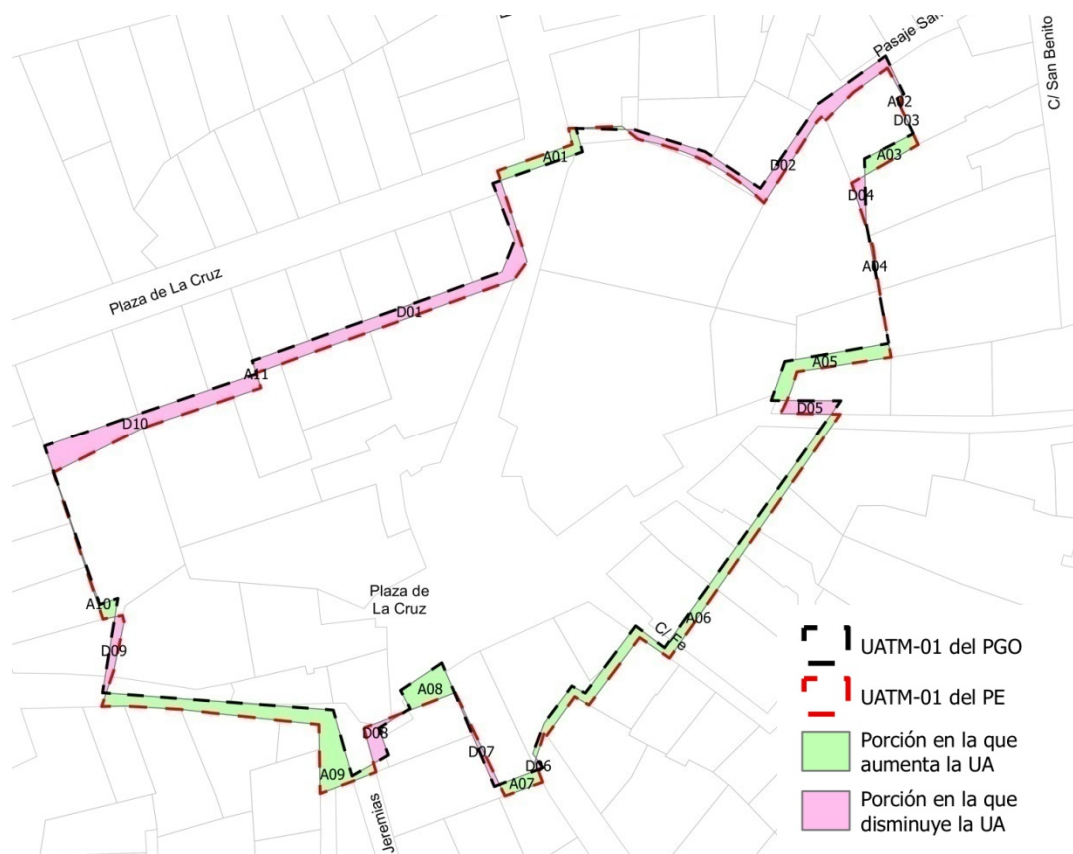 Pasaje San
C/ San Benito
A02
D03
A01
A03
D02
D04
A04
Plaza de La Cruz
D01
A05
A11
D05
D10
Plaza de
La Cruz
A10
A06
C/ Fe
D09
A08
D08
D07
D06
A09
A07
Jeremias
UATM-01 del PGO
UATM-01 del PE
Porción en la que
aumenta la UA
Porción en la que
disminuye la UA